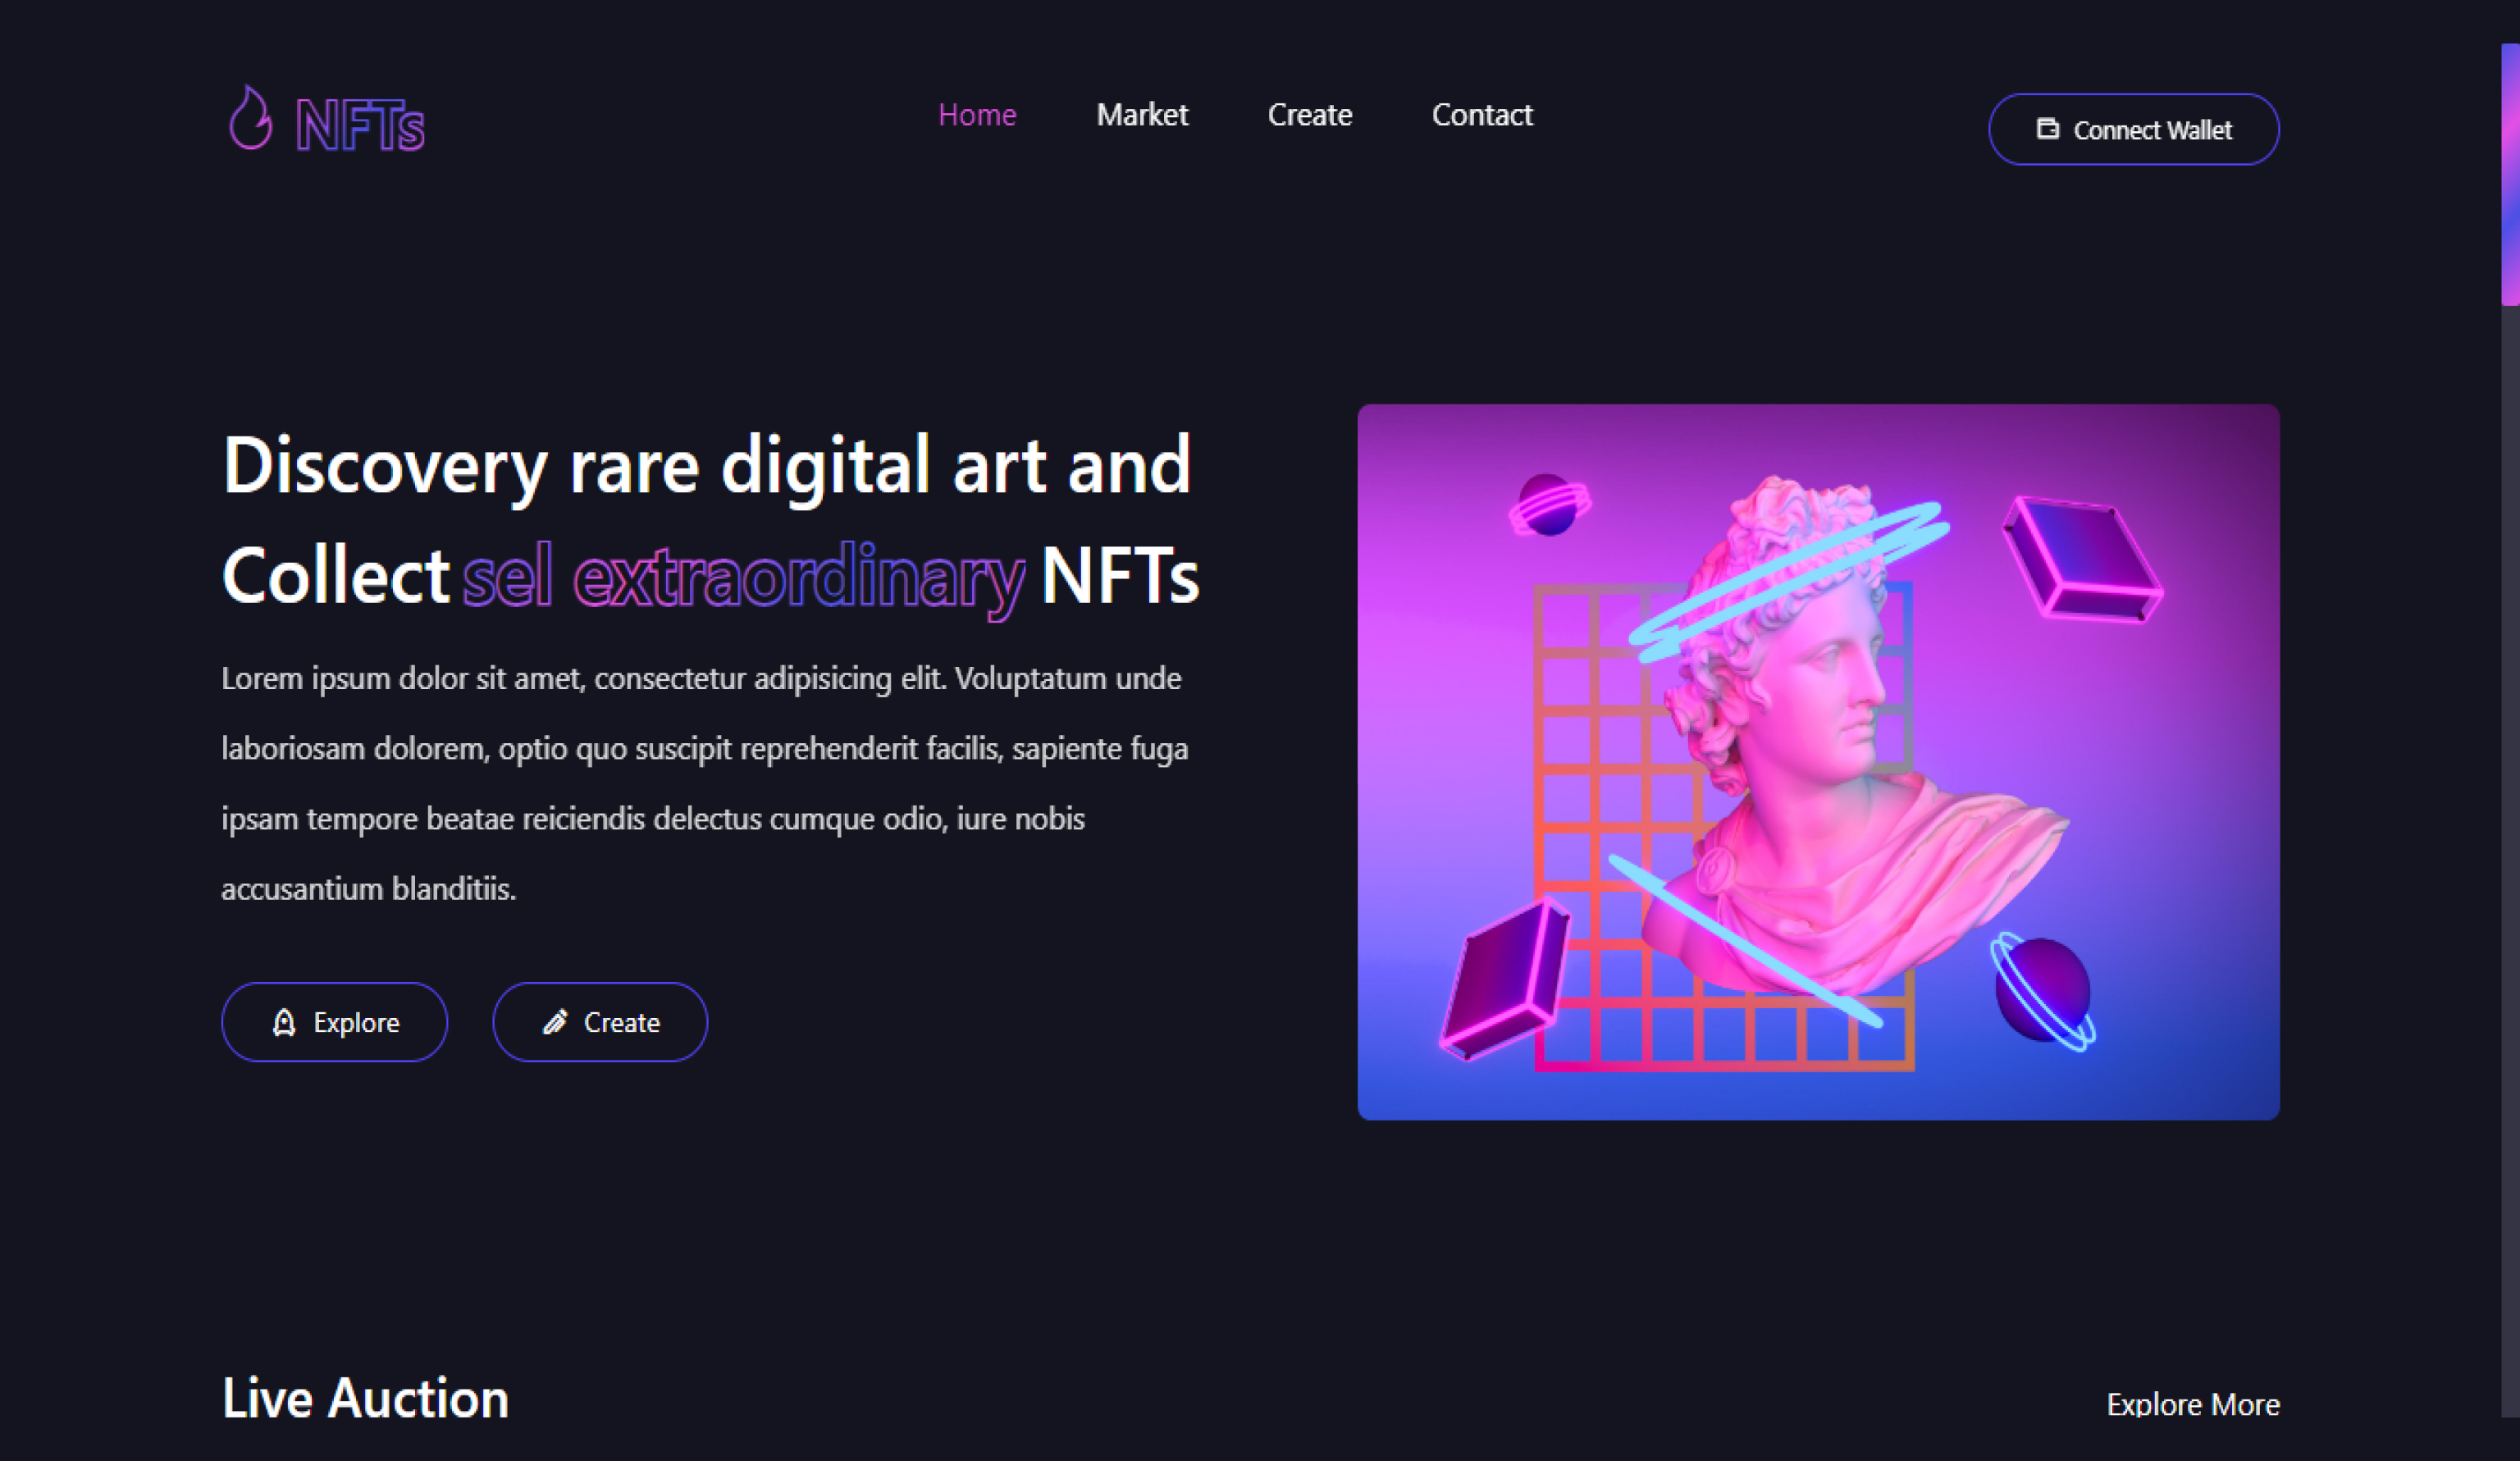 NFTs
Home
Market
Create
Contact
Connect Wallet
Discovery rare digital art and
Collect sel extraordinary NFTs
Lorem ipsum dolor sit amet, consectetur adipisicing elit. Voluptatum unde
laboriosam dolorem, optio quo suscipit reprehenderit facilis, sapiente fuga
ipsam tempore beatae reiciendis delectus cumque odio, iure nobis
accusantium blanditiis.
Explore
Create
Live Auction
Explore More